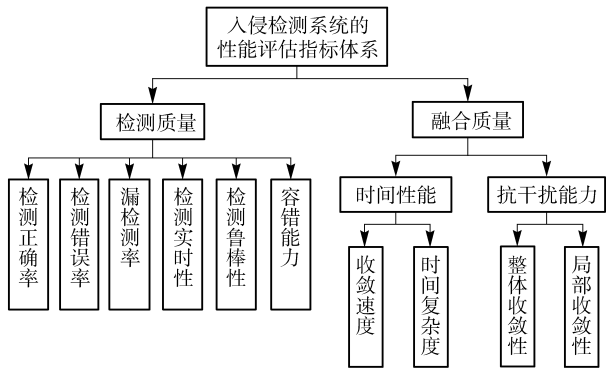 入侵检测系统的
性能评估指标体系
检测质量
融合质量
时间性能
抗干扰能力
检测正确率
检测错误率
漏检测率
检测实时性
检测鲁棒性
容错能力
收敛速度
时间复杂度
整体收敛性
局部收敛性